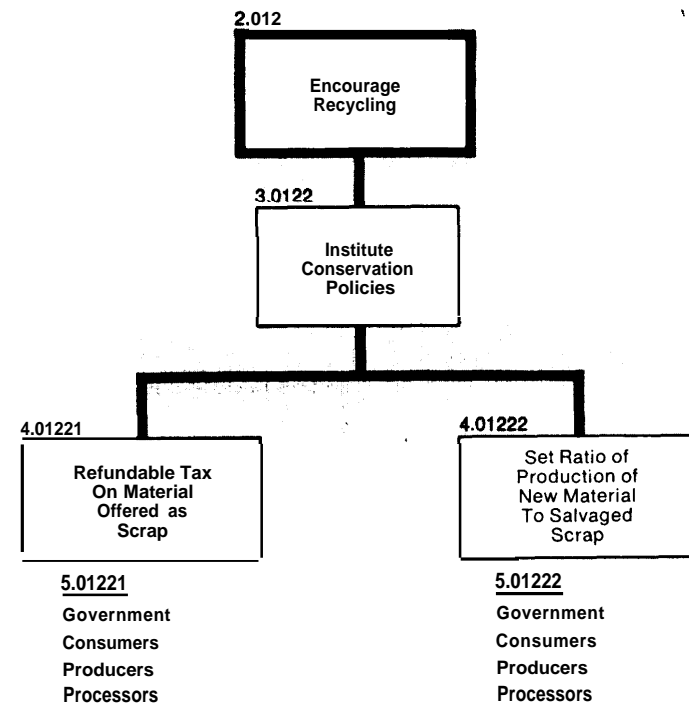 2.012
Encourage
Recycling
3.0122
Institute
Conservation
Policies
4.01221
Refundable Tax
On Material
Offered as
Scrap
5.01221
Government
Consumers
Producers
Processors
4.01222
Set Ratio of
Production of
New Material
To Salvaged
Scrap
5.01222
Government
Consumers
Producers
Processors